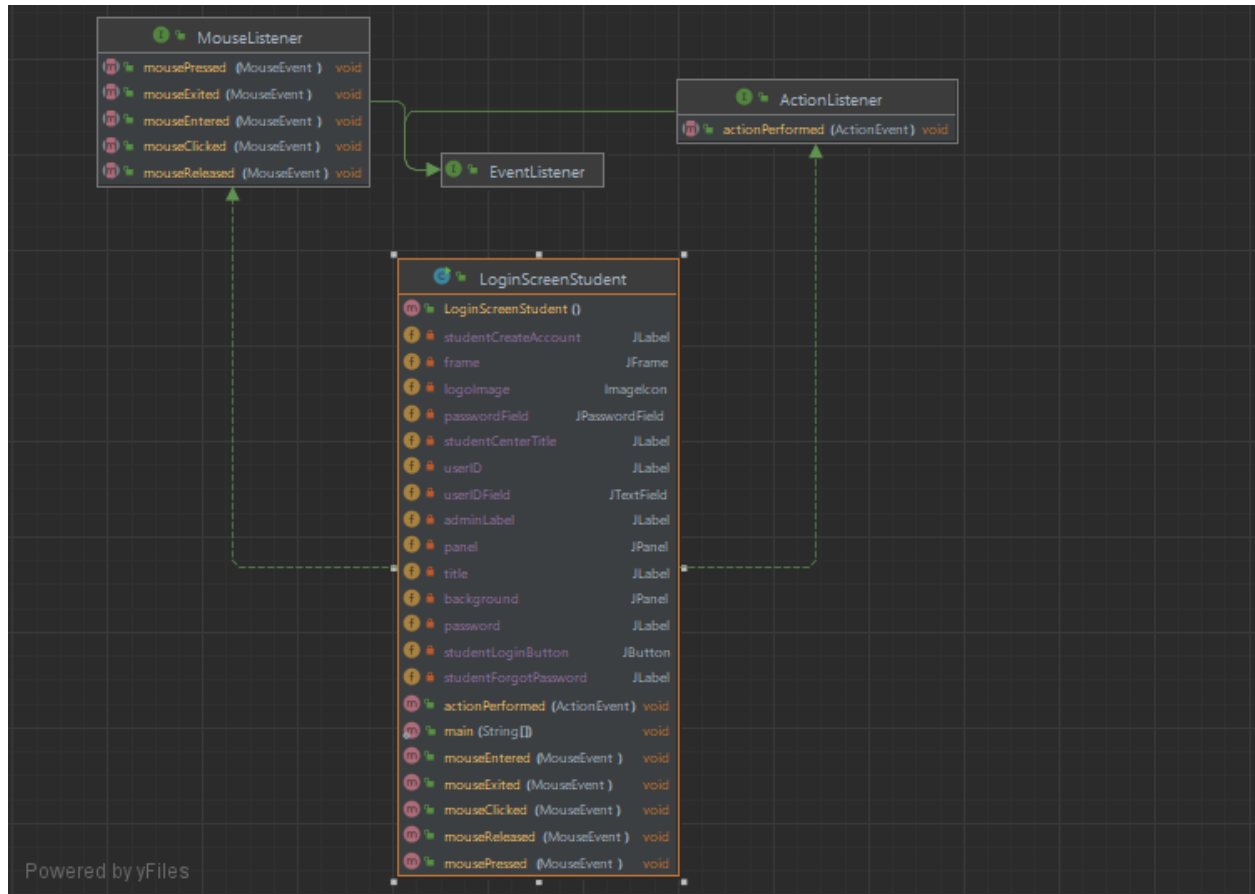 MouseListener
mousePressed (MouseEvent) void
mouseExited (MouseEvent) void
mouseEntered (MouseEvent) void
mouseClicked (MouseEvent) void
mouseReleased (MouseEvent) void
ActionListener
actionPerformed (ActionEvent) void
EventListener
LoginScreenStudent
LoginScreenStudent ()
studentCreateAccount JLabel
frame JFrame
logoImage ImageIcon
passwordField JPasswordField
studentCenterTitle JLabel
userID JLabel
userIDField JTextField
adminLabel JLabel
panel JPanel
title JLabel
background JPanel
password JLabel
studentLoginButton JButton
studentForgotPassword JLabel
actionPerformed (ActionEvent) void
main (String[]) void
mouseEntered (MouseEvent) void
mouseExited (MouseEvent) void
mouseClicked (MouseEvent) void
mouseReleased (MouseEvent) void
mousePressed (MouseEvent) void
Powered by yFiles